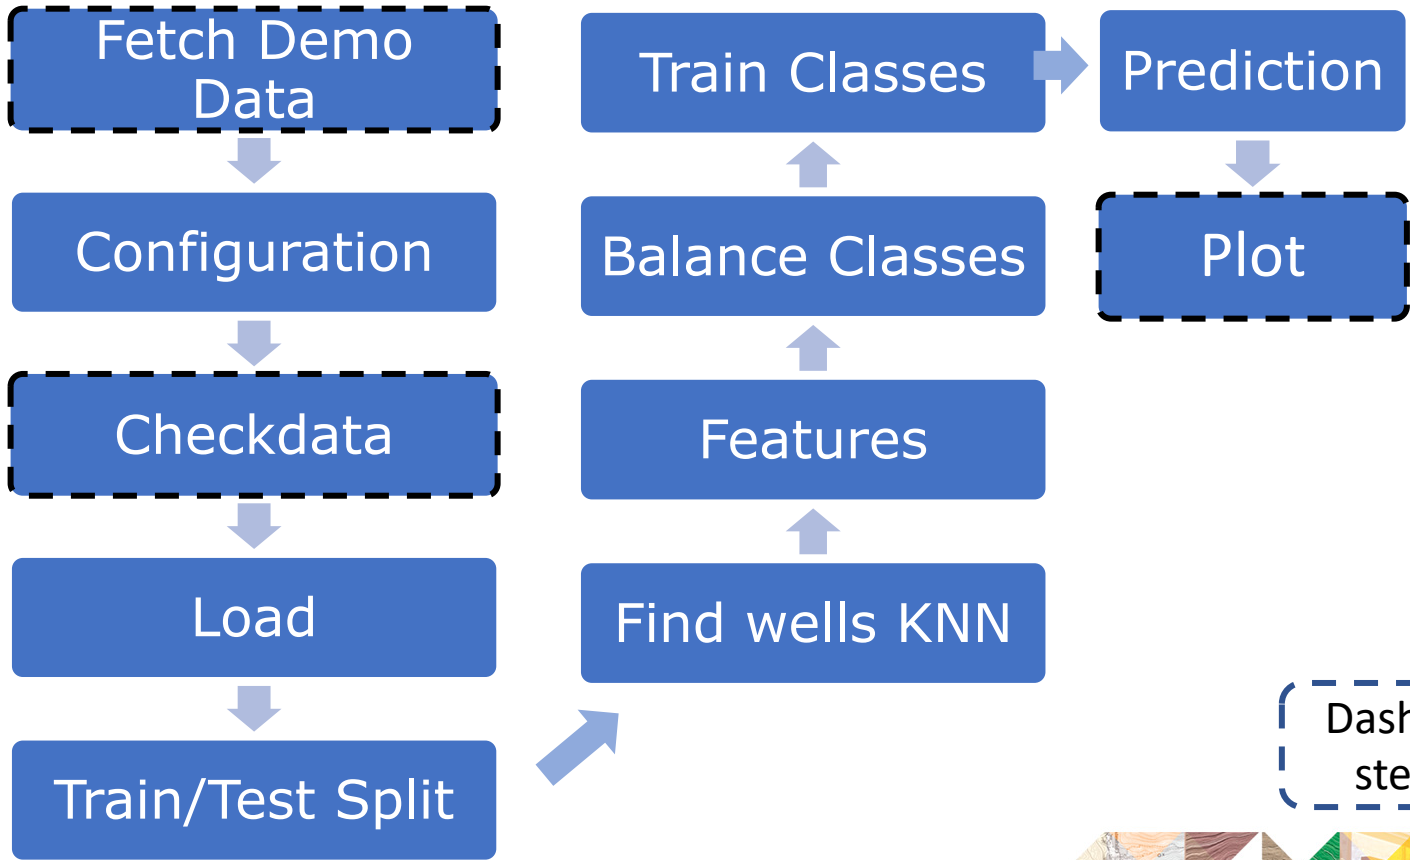 Fetch Demo
Data
Configuration
Checkdata
Load
Train/Test Split
Find wells KNN
Features
Balance Classes
Train Classes
Prediction
Plot